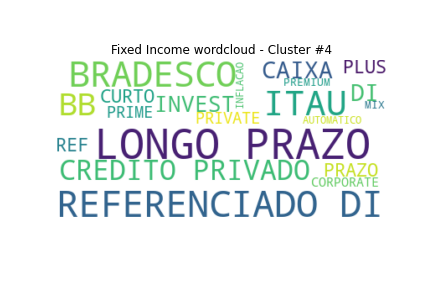 Fixed Income wordcloud - Cluster #4
BRADESCO
INFLACAO
CAIXA
PLUS
PREMIUM
BB
CURTO
PRIME
INVEST
ITAU
DI
MIX
PRIVATE
AUTOMATICO
REF
LONGO PRAZO
CREDITO PRIVADO
PRAZO
CORPORATE
REFERENCIADO DI